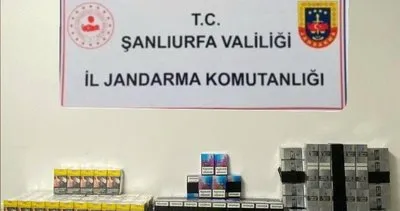 T.C.
ŞANLIURFA VALİLİĞİ
İL JANDARMA KOMUTANLIĞI